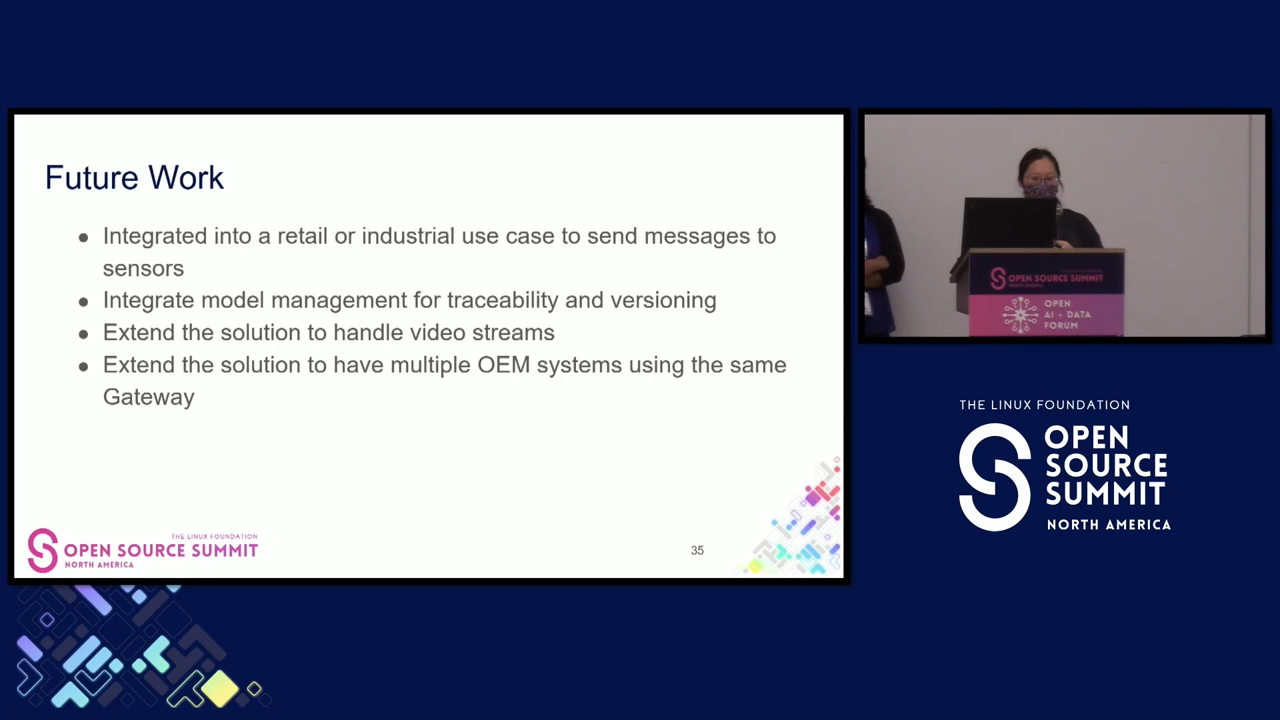 Future Work
● Integrated into a retail or industrial use case to send messages to
sensors
● Integrate model management for traceability and versioning
● Extend the solution to handle video streams
● Extend the solution to have multiple OEM systems using the same
Gateway
THE LINUX FOUNDATION
OPEN SOURCE SUMMIT
NORTH AMERICA
35
OPEN SOURCE SUMMIT
OPEN
AI + DATA
FORUM
THE LINUX FOUNDATION
OPEN
SOURCE
SUMMIT
NORTH AMERICA